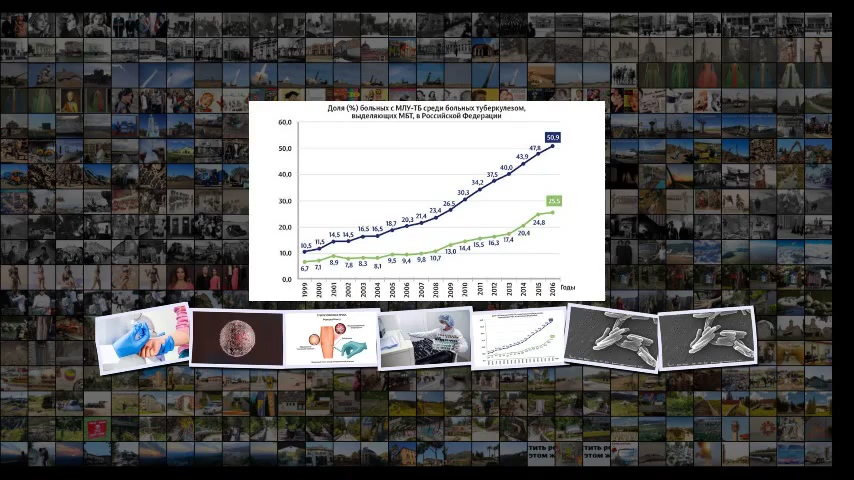 Доля (%) больных с МЛУ-ТБ среди больных туберкулезом,
выделяющих МБТ, в Российской Федерации
60,0
50,0
40,0
30,0
20,0
10,0
0,0
10,5 11,5 14,5 14,5 16,5 16,5 18,7 20,3 21,4 23,4 26,5 30,3 34,2 37,5 40,0 43,9 47,8 50,9
6,7 7,1 8,9 7,8 8,3 8,1 9,5 9,4 9,8 10,7 13,0 14,4 15,5 16,3 17,4 20,4 24,8 25,5
1999 2000 2001 2002 2003 2004 2005 2006 2007 2008 2009 2010 2011 2012 2013 2014 2015 2016 Годы